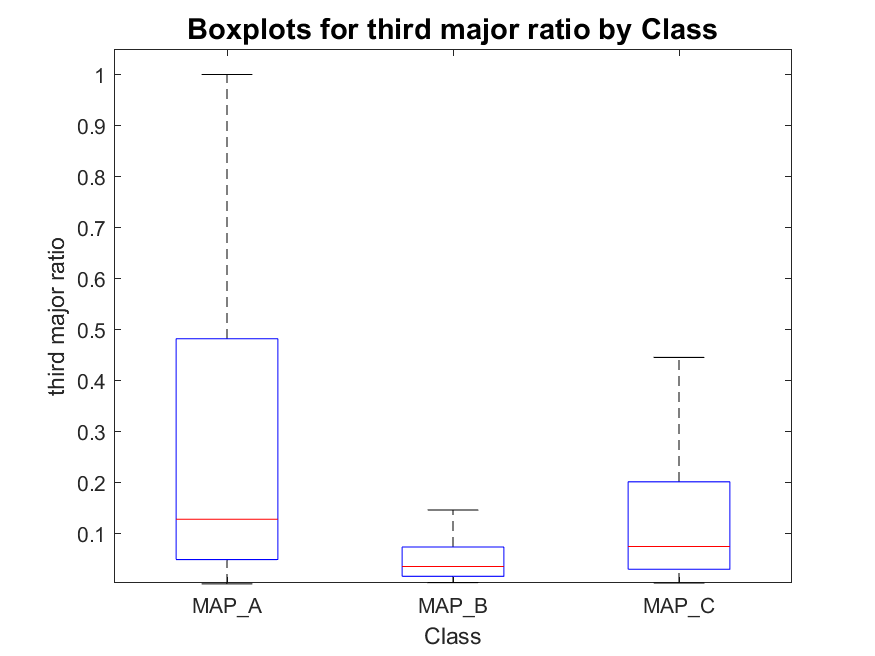 Boxplots for third major ratio by Class
1
0.9
0.8
0.7
0.6
0.5
0.4
0.3
0.2
0.1
third major ratio
MAP_A MAP_B MAP_C
Class